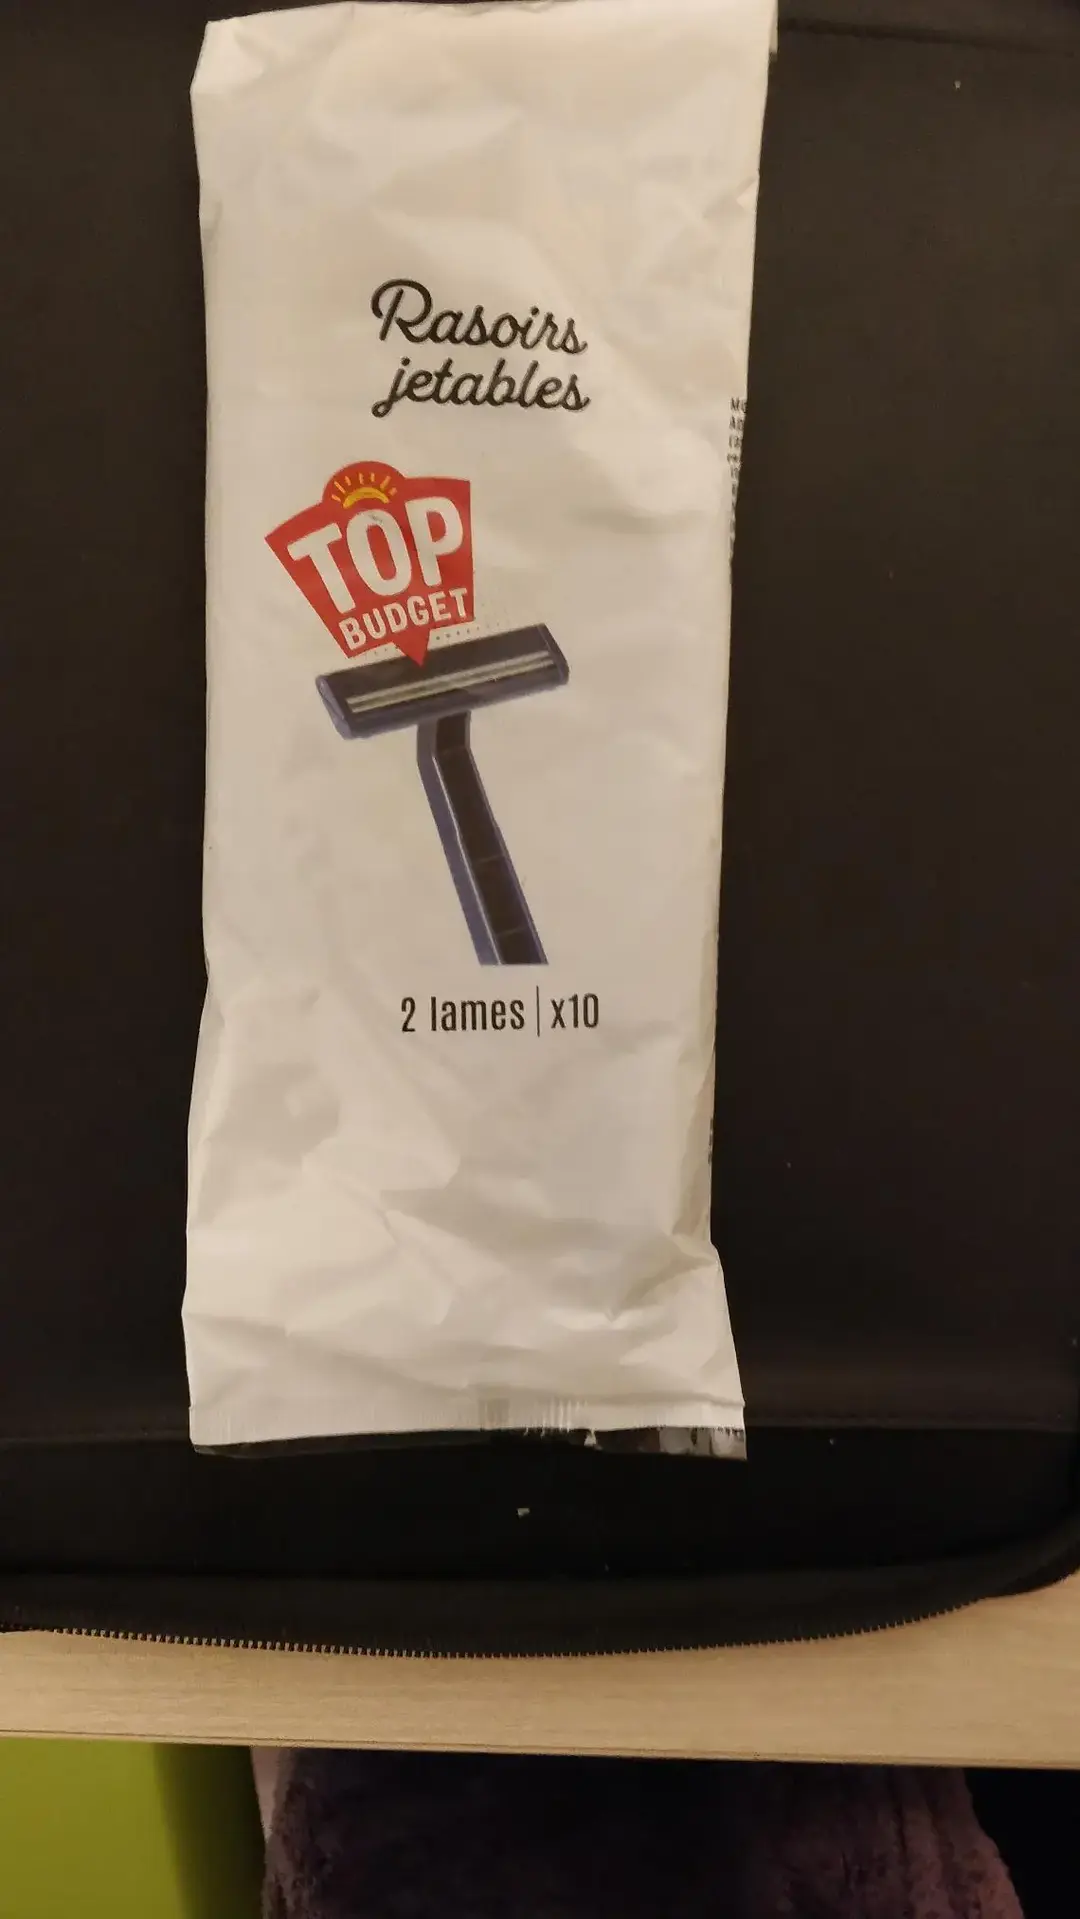 Rasoirs
jetables
TOP
BUDGET
2 lames | x10